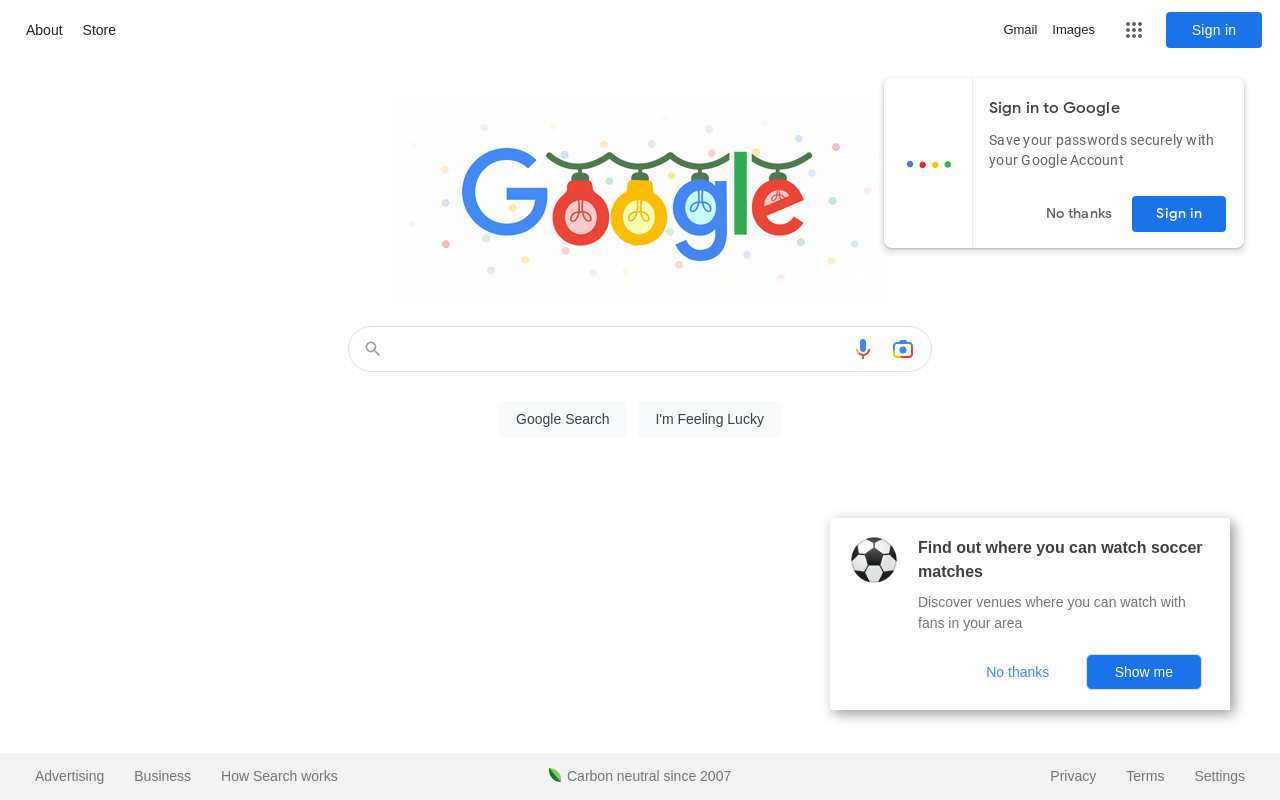 About Store
Gmail Images Sign in
Google
Sign in to Google
Save your passwords securely with
your Google Account
No thanks Sign in
Google Search I'm Feeling Lucky
Find out where you can watch soccer
matches
Discover venues where you can watch with
fans in your area
No thanks Show me
Advertising Business How Search works Carbon neutral since 2007 Privacy Terms Settings